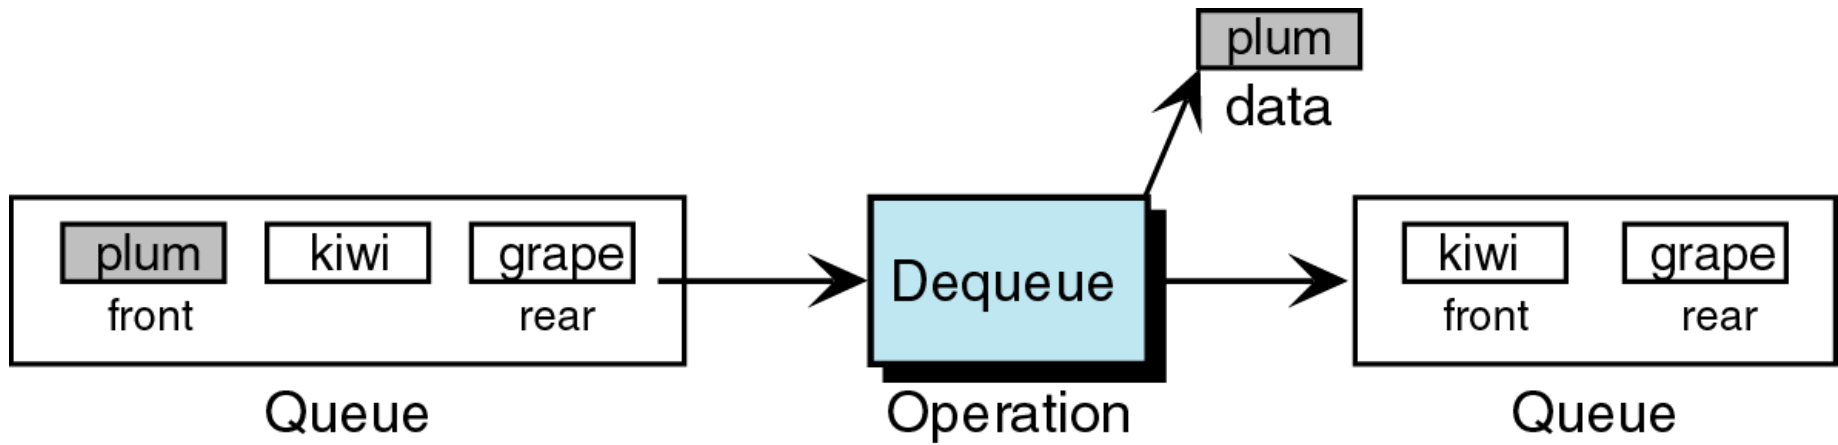 plum
data
plum kiwi grape
front rear
Queue
Dequeue
Operation
kiwi grape
front rear
Queue